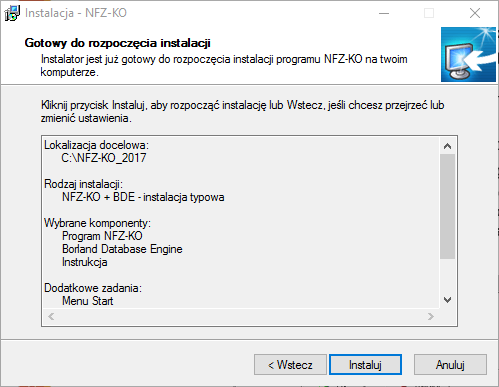 Instalacja - NFZ-KO
Gotowy do rozpoczęcia instalacji
Instalator jest już gotowy do rozpoczęcia instalacji programu NFZ-KO na twoim
komputerze.
Kliknij przycisk Instaluj, aby rozpocząć instalację lub Wstecz, jeśli chcesz przejrzeć lub
zmienić ustawienia.
Lokalizacja docelowa:
C:\NFZ-KO_2017
Rodzaj instalacji:
NFZ-KO + BDE - instalacja typowa
Wybrane komponenty:
Program NFZ-KO
Borland Database Engine
Instrukcja
Dodatkowe zadania:
Menu Start
< Wstecz
Instaluj
Anuluj